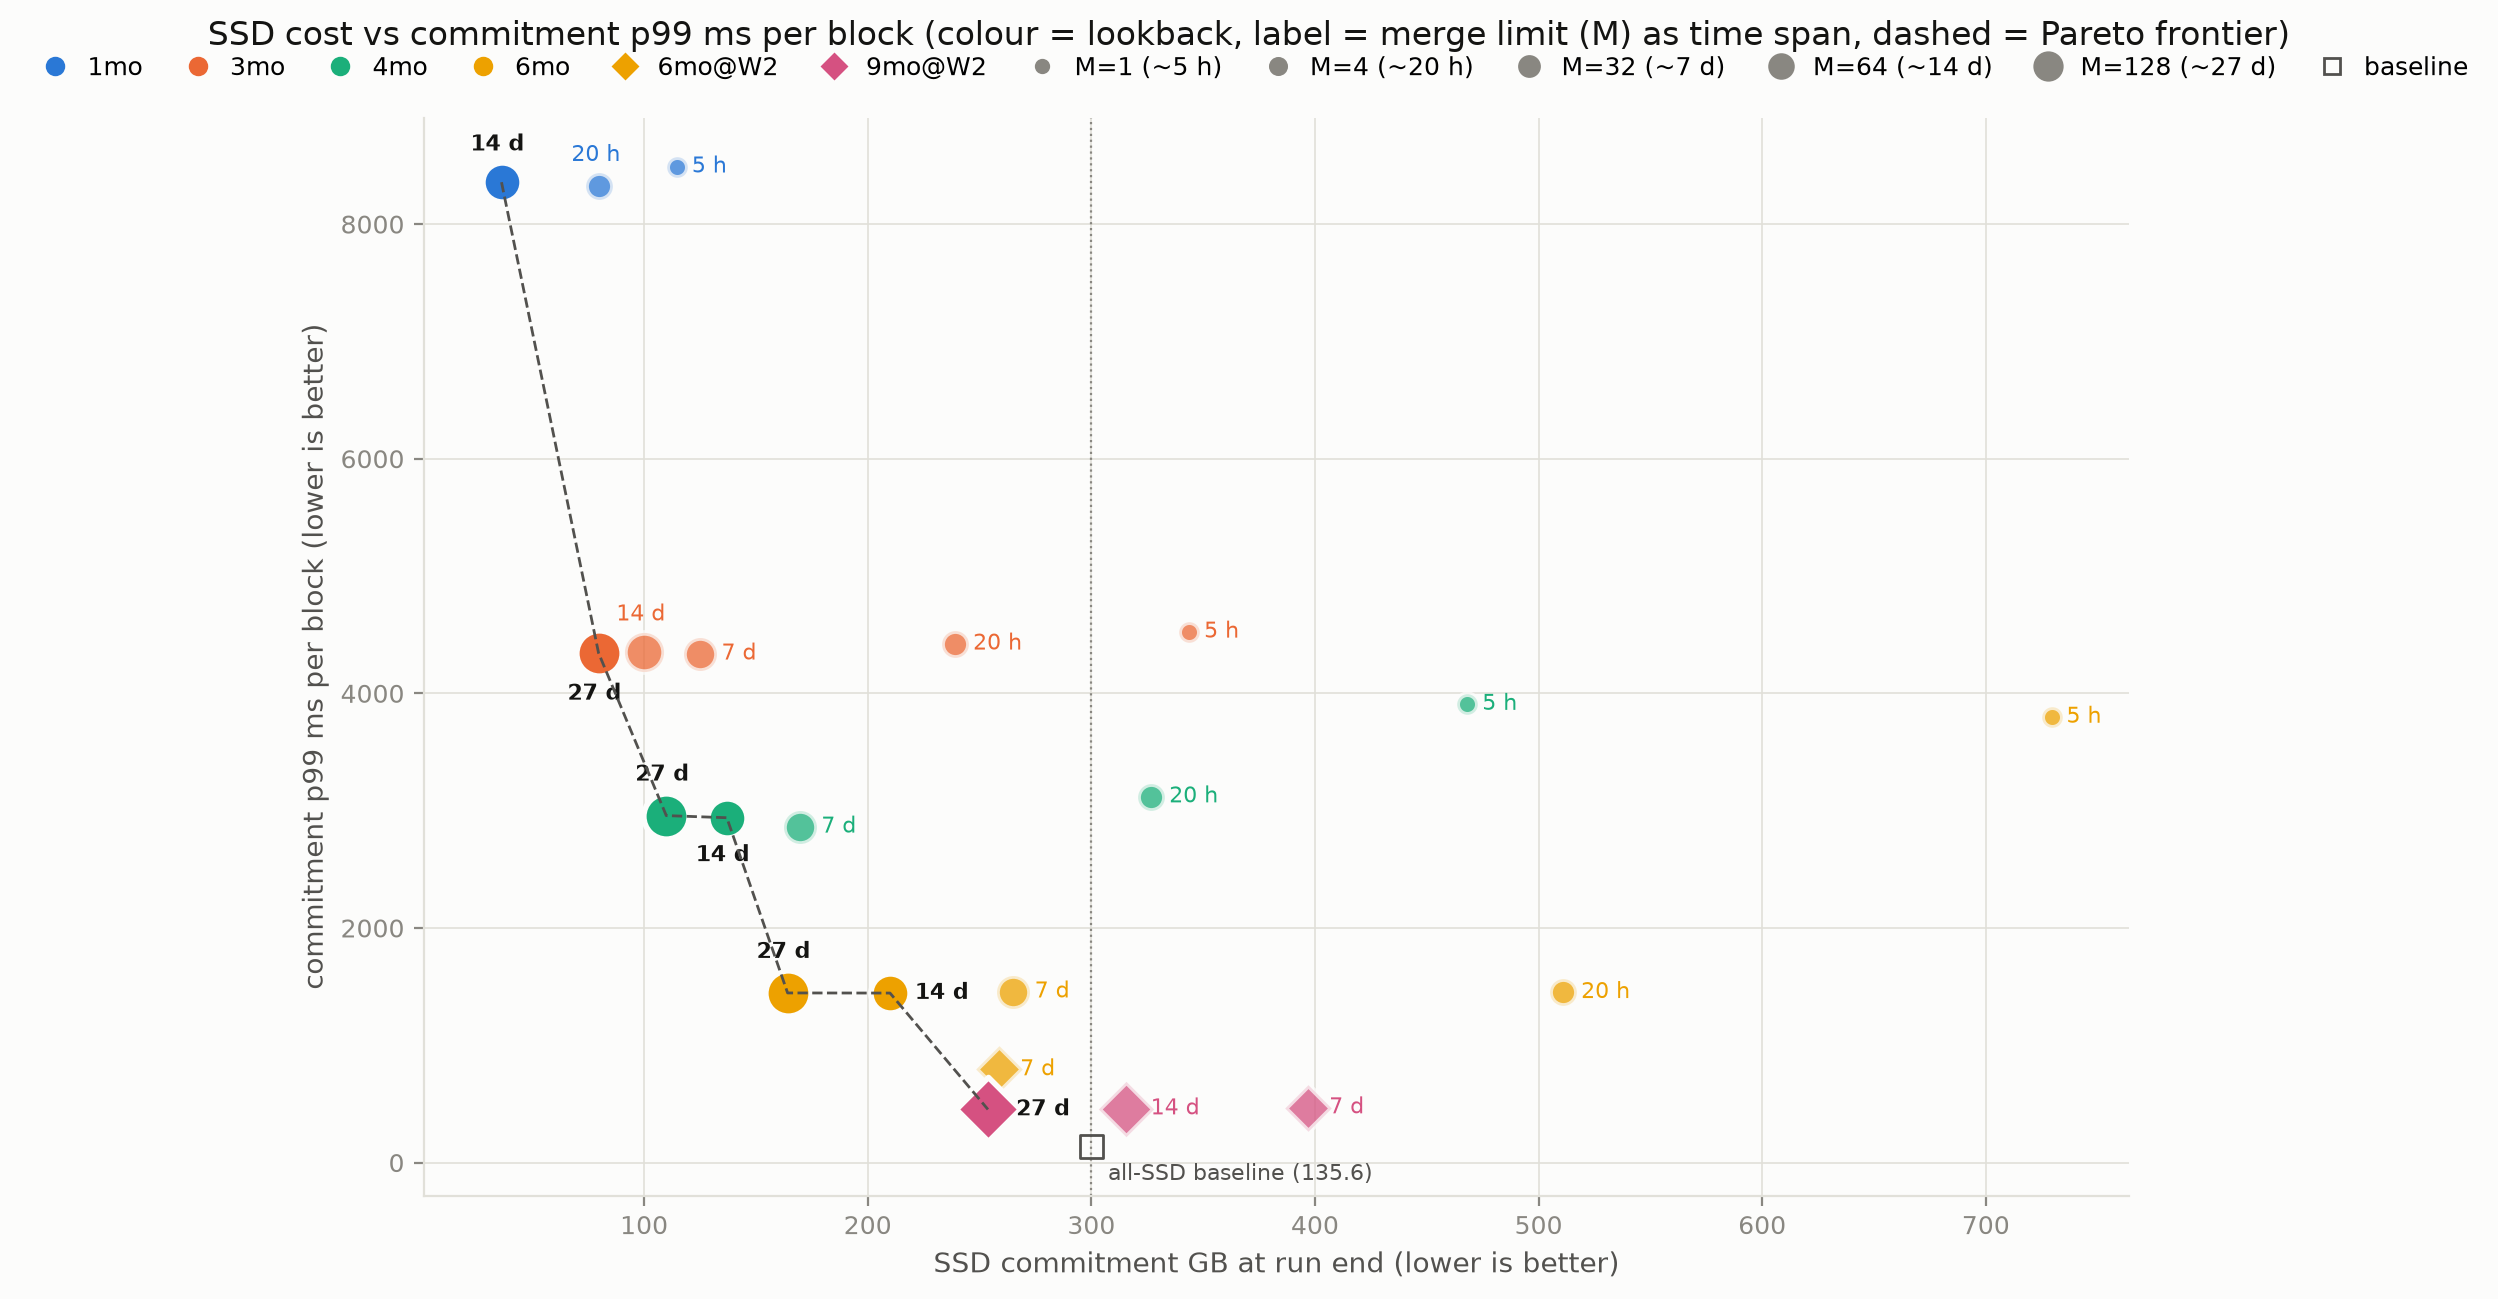 SSD cost vs commitment p99 ms per block (colour = lookback, label = merge limit (M) as time span, dashed = Pareto frontier)
1mo 3mo 4mo 6mo 6mo@W2 9mo@W2 M=1 (~5 h) M=4 (~20 h) M=32 (~7 d) M=64 (~14 d) M=128 (~27 d) baseline
commitment p99 ms per block (lower is better)
8000
6000
4000
2000
0
14 d
20 h
5 h
14 d
7 d
20 h
5 h
27 d
5 h
5 h
27 d
20 h
7 d
14 d
27 d
14 d
7 d
20 h
7 d
27 d
14 d
7 d
all-SSD baseline (135.6)
100 200 300 400 500 600 700
SSD commitment GB at run end (lower is better)